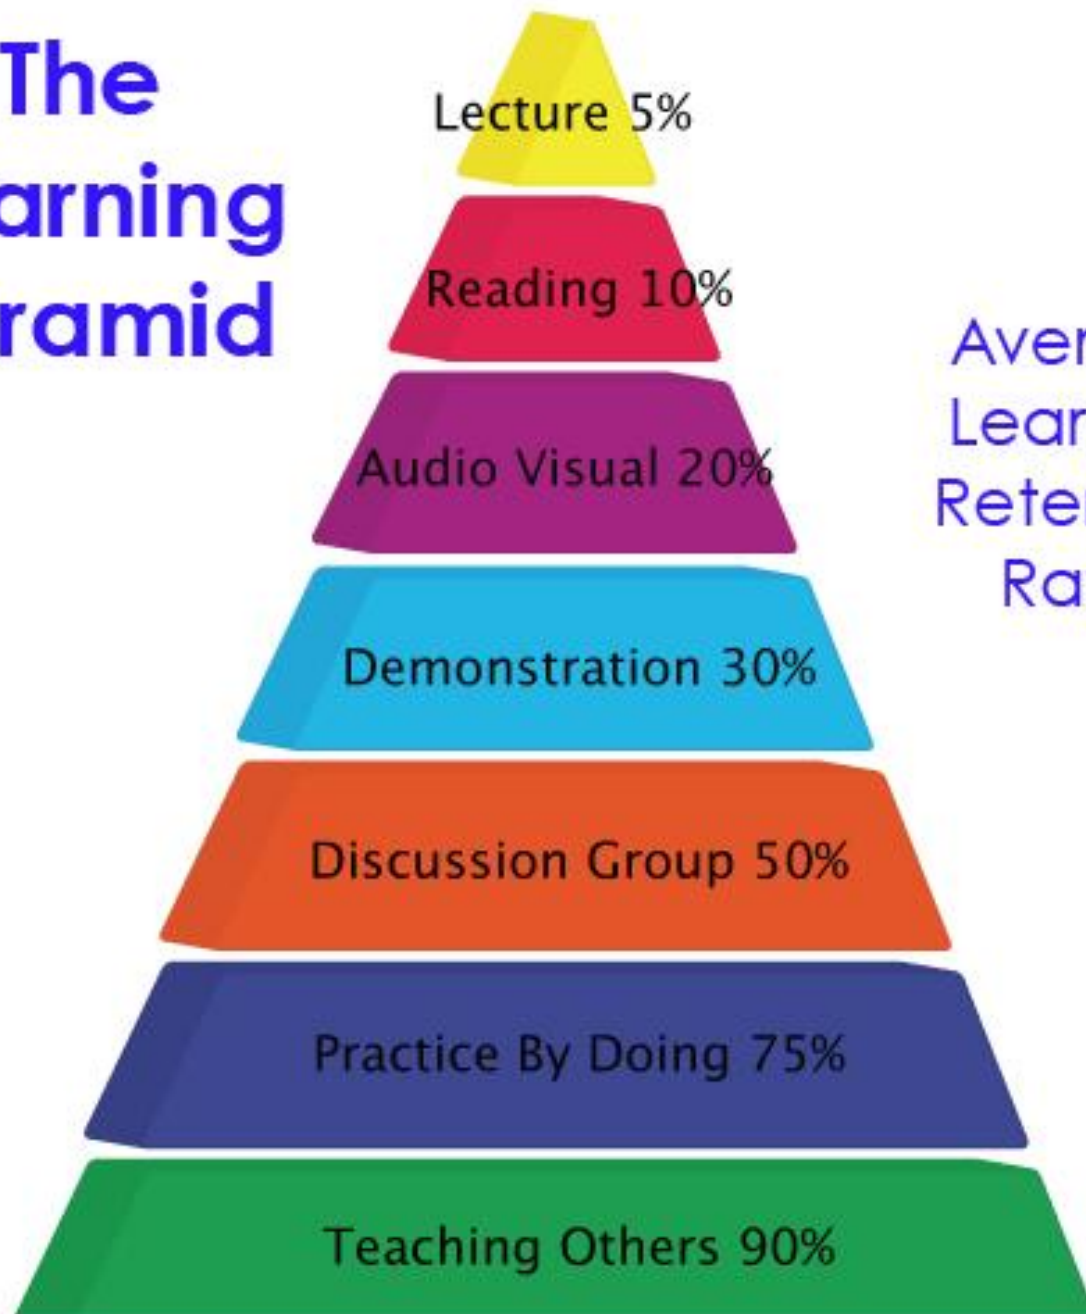 The
arning
ramid
Lecture 5%
Reading 10%
Audio Visual 20%
Demonstration 30%
Discussion Group 50%
Practice By Doing 75%
Teaching Others 90%
Aver
Lear
Rete
Ra